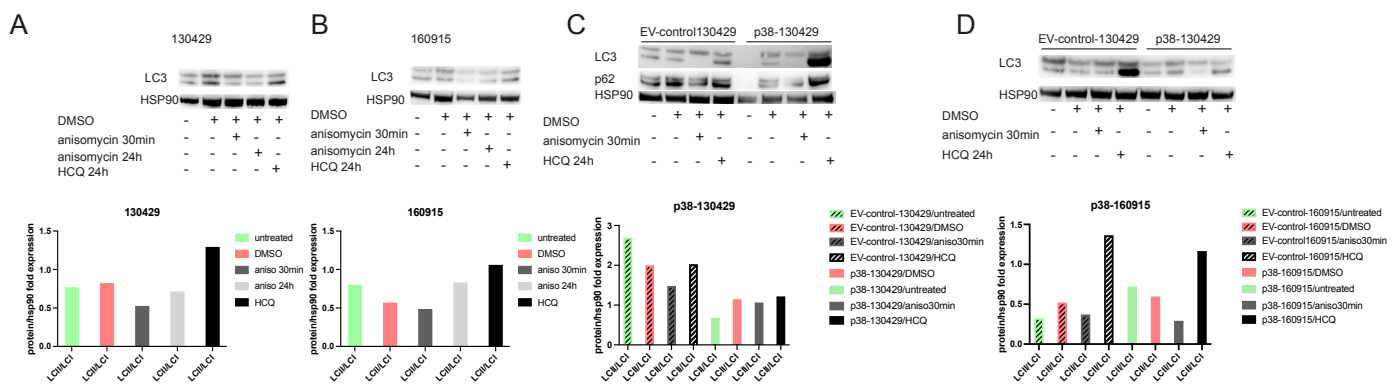 A
130429
LC3
HSP90
DMSO - + + + +
anisomycin 30min - - + - -
anisomycin 24h - - - + -
HCQ 24h - - - - +
130429
protein/hsp90 fold expression
1.5
1.0
0.5
0.0
LCII/LCI LCII/LCI LCII/LCI LCII/LCI LCII/LCI
untreated
DMSO
aniso 30min
aniso 24h
HCQ
B
160915
LC3
HSP90
DMSO - + + + +
anisomycin 30min - - + - -
anisomycin 24h - - - + -
HCQ 24h - - - - +
160915
protein/hsp90 fold expression
1.5
1.0
0.5
0.0
LCII/LCI LCII/LCI LCII/LCI LCII/LCI LCII/LCI
untreated
DMSO
aniso 30min
aniso 24h
HCQ
C
EV-control130429 p38-130429
LC3
p62
HSP90
DMSO - + + + - + + +
anisomycin 30min - - + - - - + -
HCQ 24h - - - + - - - +
p38-130429
protein/hsp90 fold expression
3
2
1
0
LCII/LCI LCII/LCI LCII/LCI LCII/LCI LCII/LCI LCII/LCI LCII/LCI LCII/LCI
EV-control-130429/untreated
EV-control-130429/DMSO
EV-control-130429/aniso30min
EV-control-130429/HCQ
p38-130429/DMSO
p38-130429/untreated
p38-130429/aniso30min
p38-130429/HCQ
D
EV-control-130429 p38-130429
LC3
HSP90
DMSO - + + + - + + +
anisomycin 30min - - + - - - + -
HCQ 24h - - - + - - - +
p38-160915
protein/hsp90 fold expression
1.5
1.0
0.5
0.0
LCII/LCI LCII/LCI LCII/LCI LCII/LCI LCII/LCI LCII/LCI LCII/LCI LCII/LCI
EV-control-160915/untreated
EV-control-160915/DMSO
EV-control160915/aniso30min
EV-control-160915/HCQ
p38-160915/DMSO
p38-160915/untreated
p38-160915/aniso30min
p38-160915/HCQ